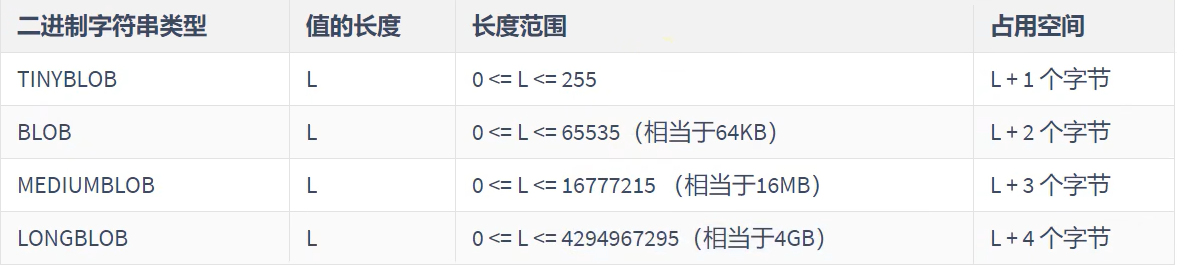 二进制字符串类型 值的长度 长度范围 占用空间
TINYBLOB L 0 <= L <= 255 L + 1 个字节
BLOB L 0 <= L <= 65535（相当于64KB） L + 2 个字节
MEDIUMBLOB L 0 <= L <= 16777215 （相当于16MB） L + 3 个字节
LONGBLOB L 0 <= L <= 4294967295（相当于4GB） L + 4 个字节